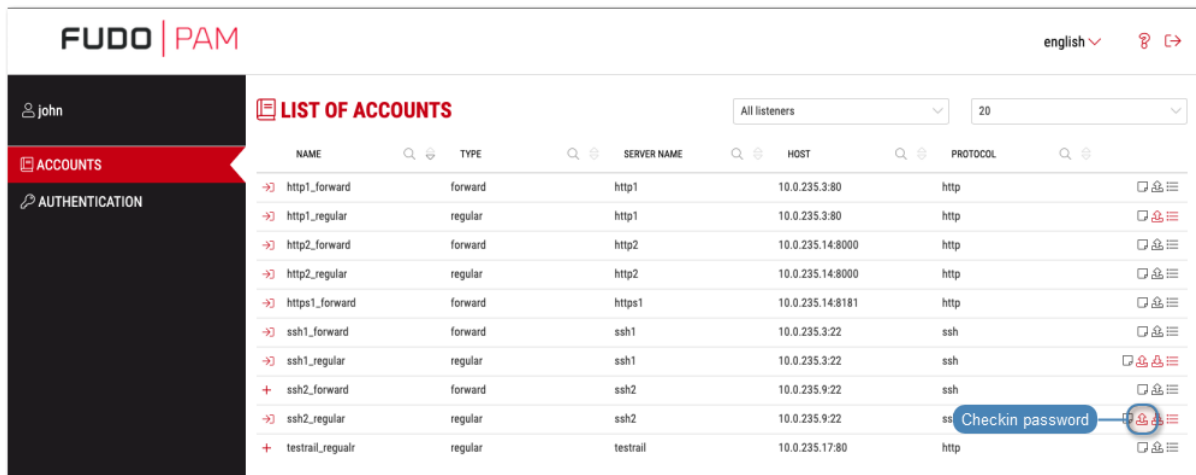 FUDO PAM
english
john
LIST OF ACCOUNTS
All listeners
20
ACCOUNTS
AUTHENTICATION
NAME TYPE SERVER NAME HOST PROTOCOL
http1_forward forward http1 10.0.235.3:80 http
http1_regular regular http1 10.0.235.3:80 http
http2_forward forward http2 10.0.235.14:8000 http
http2_regular regular http2 10.0.235.14:8000 http
https1_forward forward https1 10.0.235.14:8181 http
ssh1_forward forward ssh1 10.0.235.3:22 ssh
ssh1_regular regular ssh1 10.0.235.3:22 ssh
ssh2_forward forward ssh2 10.0.235.9:22 ssh
ssh2_regular regular ssh2 10.0.235.9:22 Checkin password
testrail_regualr regular testrail 10.0.235.17:80 http